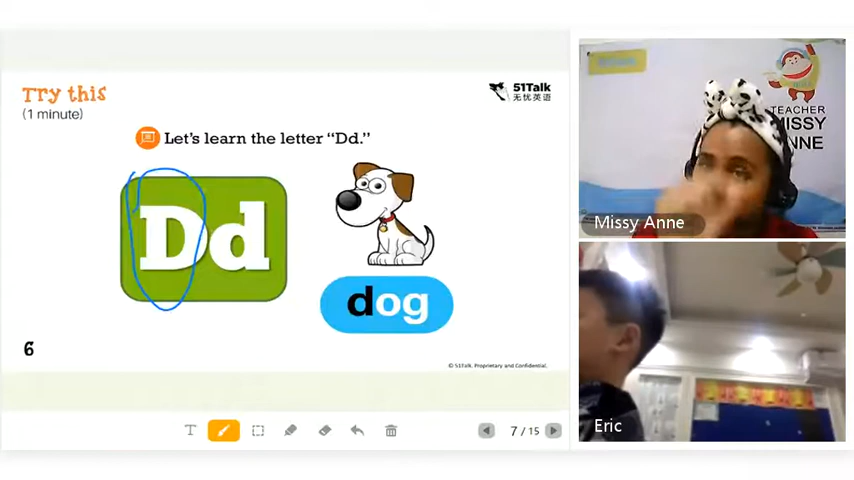 Try this
(1 minute)
51Talk
无忧英语
Let's learn the letter "Dd."
Dd
dog
6
© 51Talk. Proprietary and Confidential.
T
7 / 15
TEACHER
MISSY
ANNE
Missy Anne
Eric